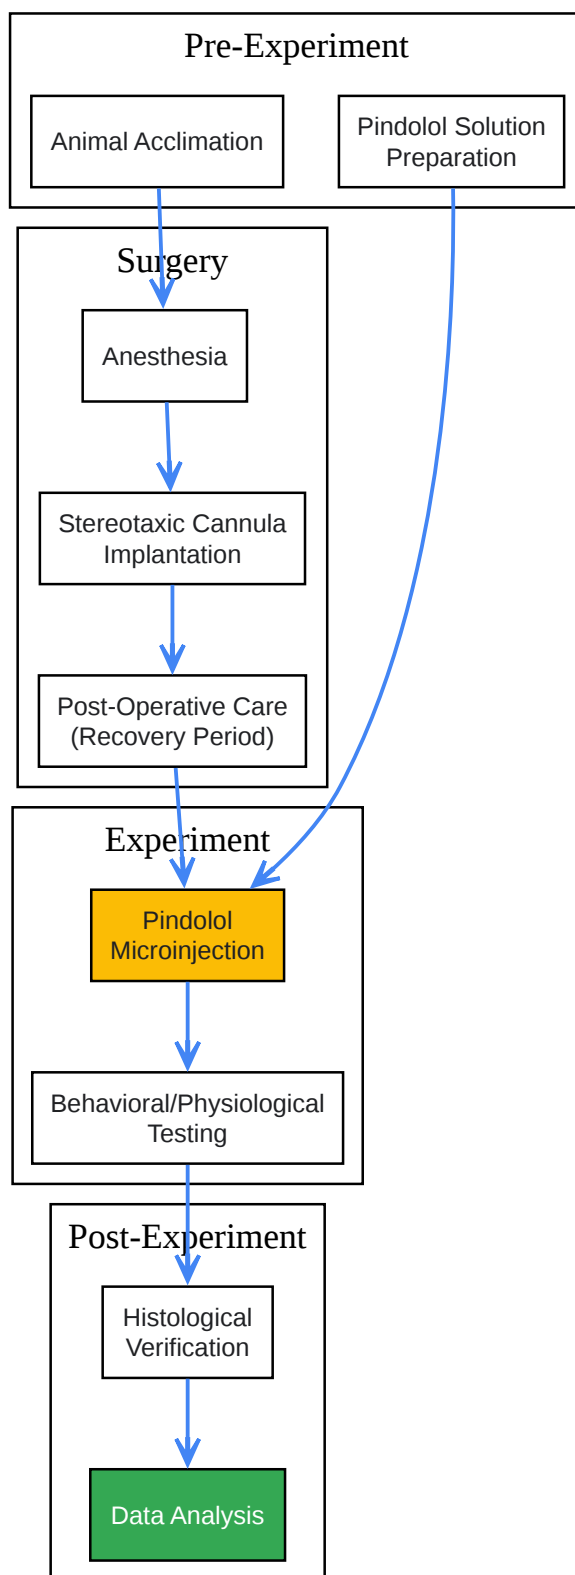 Pre-Experiment
Animal Acclimation
Pindolol Solution
Preparation
Surgery
Anesthesia
Stereotaxic Cannula
Implantation
Post-Operative Care
(Recovery Period)
Experiment
Pindolol
Microinjection
Behavioral/Physiological
Testing
Post-Experiment
Histological
Verification
Data Analysis